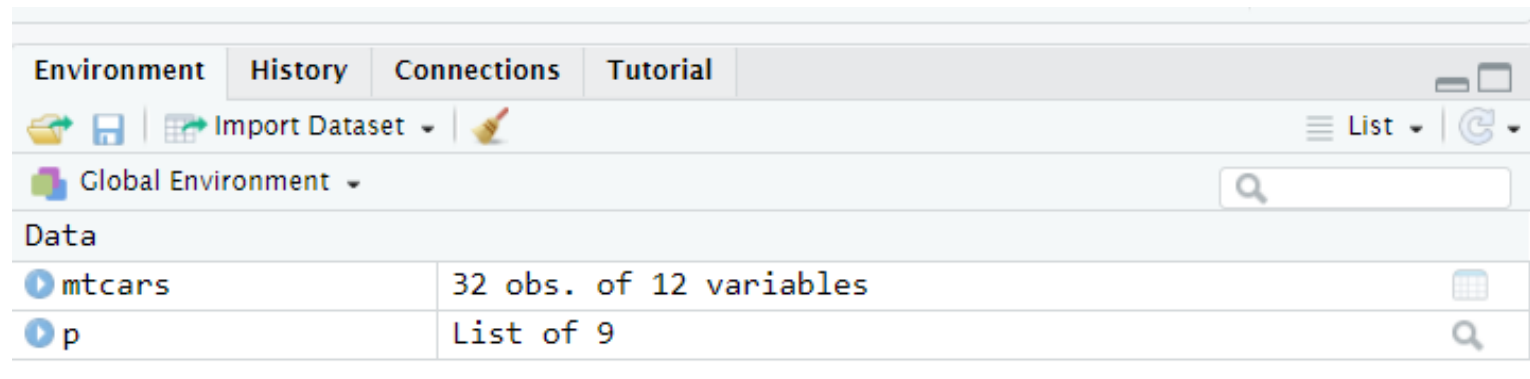 Environment History Connections Tutorial
Import Dataset List
Global Environment
Data
mtcars 32 obs. of 12 variables
p List of 9